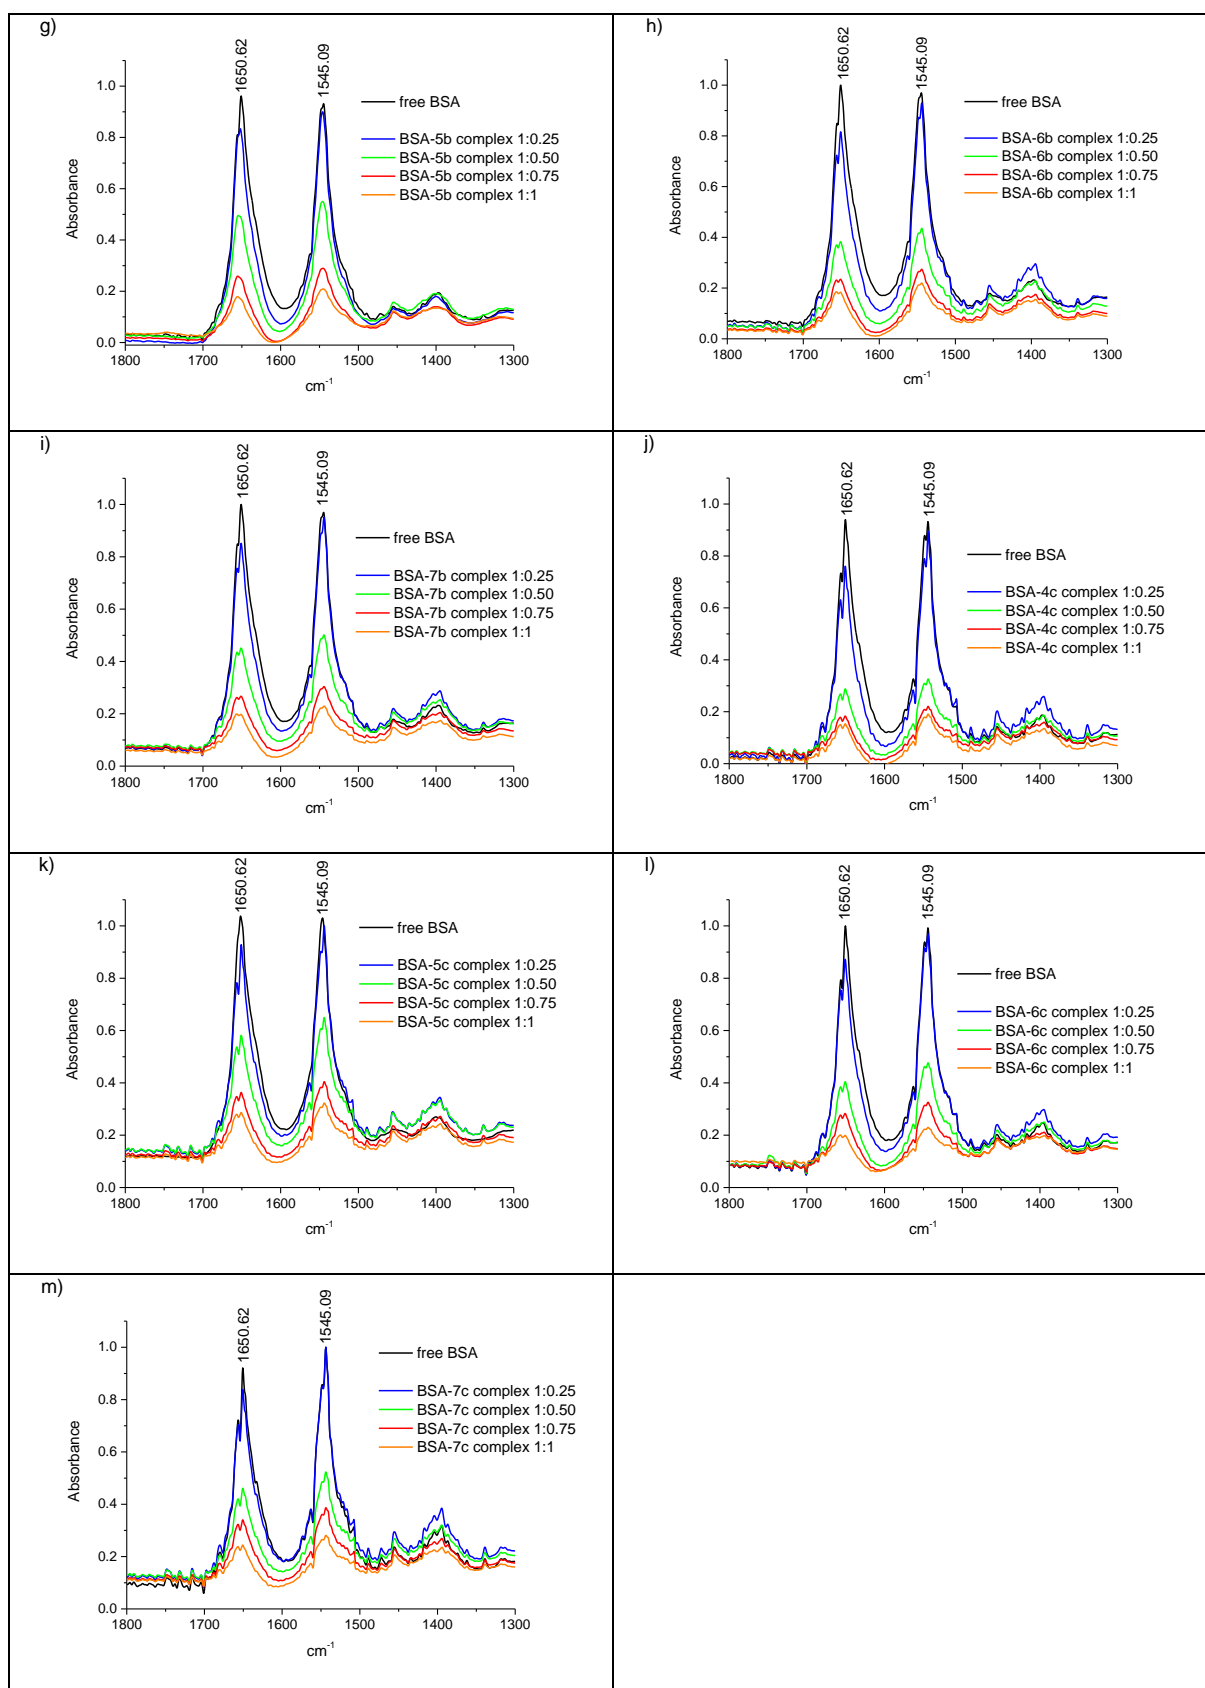 g)
1650.62
1545.09
free BSA
BSA-5b complex 1:0.25
BSA-5b complex 1:0.50
BSA-5b complex 1:0.75
BSA-5b complex 1:1
Absorbance
1.0
0.8
0.6
0.4
0.2
0.0
1800 1700 1600 1500 1400 1300
cm-1
h)
1650.62
1545.09
free BSA
BSA-6b complex 1:0.25
BSA-6b complex 1:0.50
BSA-6b complex 1:0.75
BSA-6b complex 1:1
Absorbance
1.0
0.8
0.6
0.4
0.2
0.0
1800 1700 1600 1500 1400 1300
cm-1
i)
1650.62
1545.09
free BSA
BSA-7b complex 1:0.25
BSA-7b complex 1:0.50
BSA-7b complex 1:0.75
BSA-7b complex 1:1
Absorbance
1.0
0.8
0.6
0.4
0.2
0.0
1800 1700 1600 1500 1400 1300
cm-1
j)
1650.62
1545.09
free BSA
BSA-4c complex 1:0.25
BSA-4c complex 1:0.50
BSA-4c complex 1:0.75
BSA-4c complex 1:1
Absorbance
1.0
0.8
0.6
0.4
0.2
0.0
1800 1700 1600 1500 1400 1300
cm-1
k)
1650.62
1545.09
free BSA
BSA-5c complex 1:0.25
BSA-5c complex 1:0.50
BSA-5c complex 1:0.75
BSA-5c complex 1:1
Absorbance
1.0
0.8
0.6
0.4
0.2
0.0
1800 1700 1600 1500 1400 1300
cm-1
l)
1650.62
1545.09
free BSA
BSA-6c complex 1:0.25
BSA-6c complex 1:0.50
BSA-6c complex 1:0.75
BSA-6c complex 1:1
Absorbance
1.0
0.8
0.6
0.4
0.2
0.0
1800 1700 1600 1500 1400 1300
cm-1
m)
1650.62
1545.09
free BSA
BSA-7c complex 1:0.25
BSA-7c complex 1:0.50
BSA-7c complex 1:0.75
BSA-7c complex 1:1
Absorbance
1.0
0.8
0.6
0.4
0.2
0.0
1800 1700 1600 1500 1400 1300
cm-1